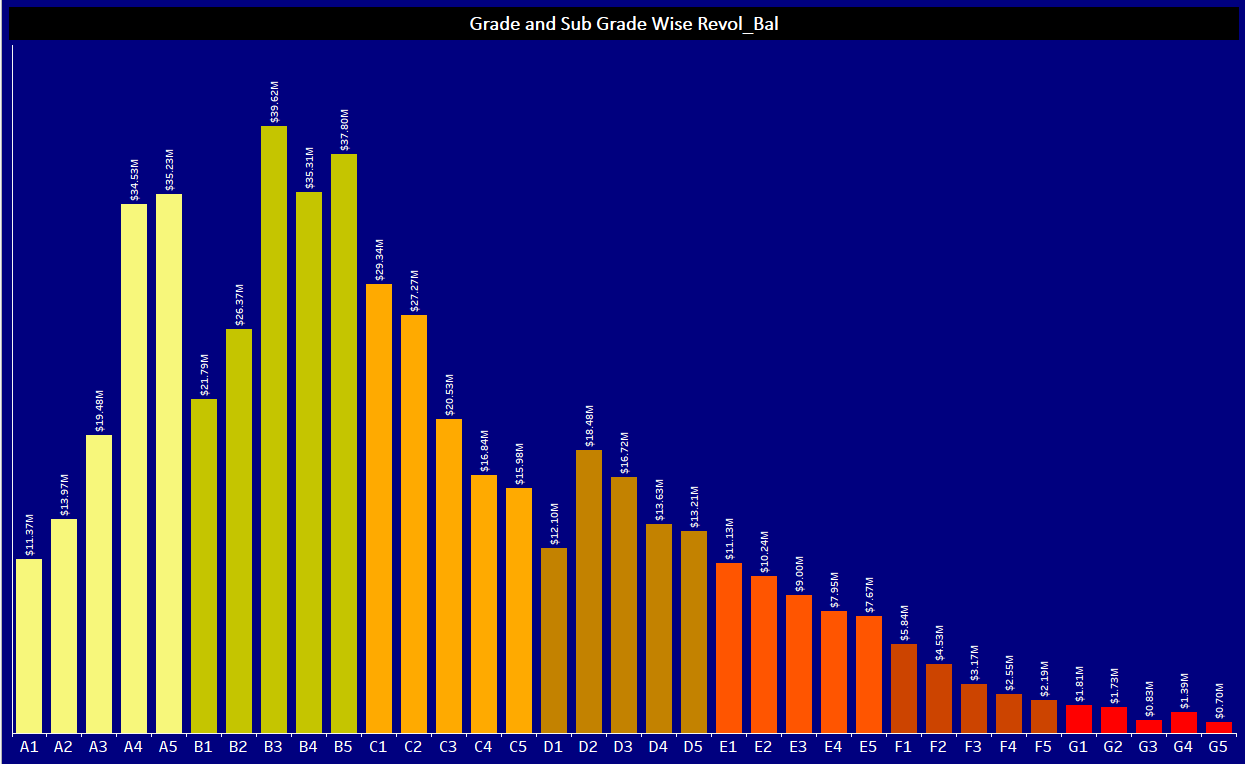 Grade and Sub Grade Wise Revol_Bal
$11.37M
$13.97M
$19.48M
$34.53M
$35.23M
$21.79M
$26.37M
$39.62M
$35.31M
$37.80M
$29.34M
$27.27M
$20.53M
$16.84M
$15.98M
$12.10M
$18.48M
$16.72M
$13.63M
$13.21M
$11.13M
$10.24M
$9.00M
$7.95M
$7.67M
$5.84M
$4.53M
$3.17M
$2.55M
$2.19M
$1.81M
$1.73M
$0.83M
$1.39M
$0.70M
A1 A2 A3 A4 A5 B1 B2 B3 B4 B5 C1 C2 C3 C4 C5 D1 D2 D3 D4 D5 E1 E2 E3 E4 E5 F1 F2 F3 F4 F5 G1 G2 G3 G4 G5